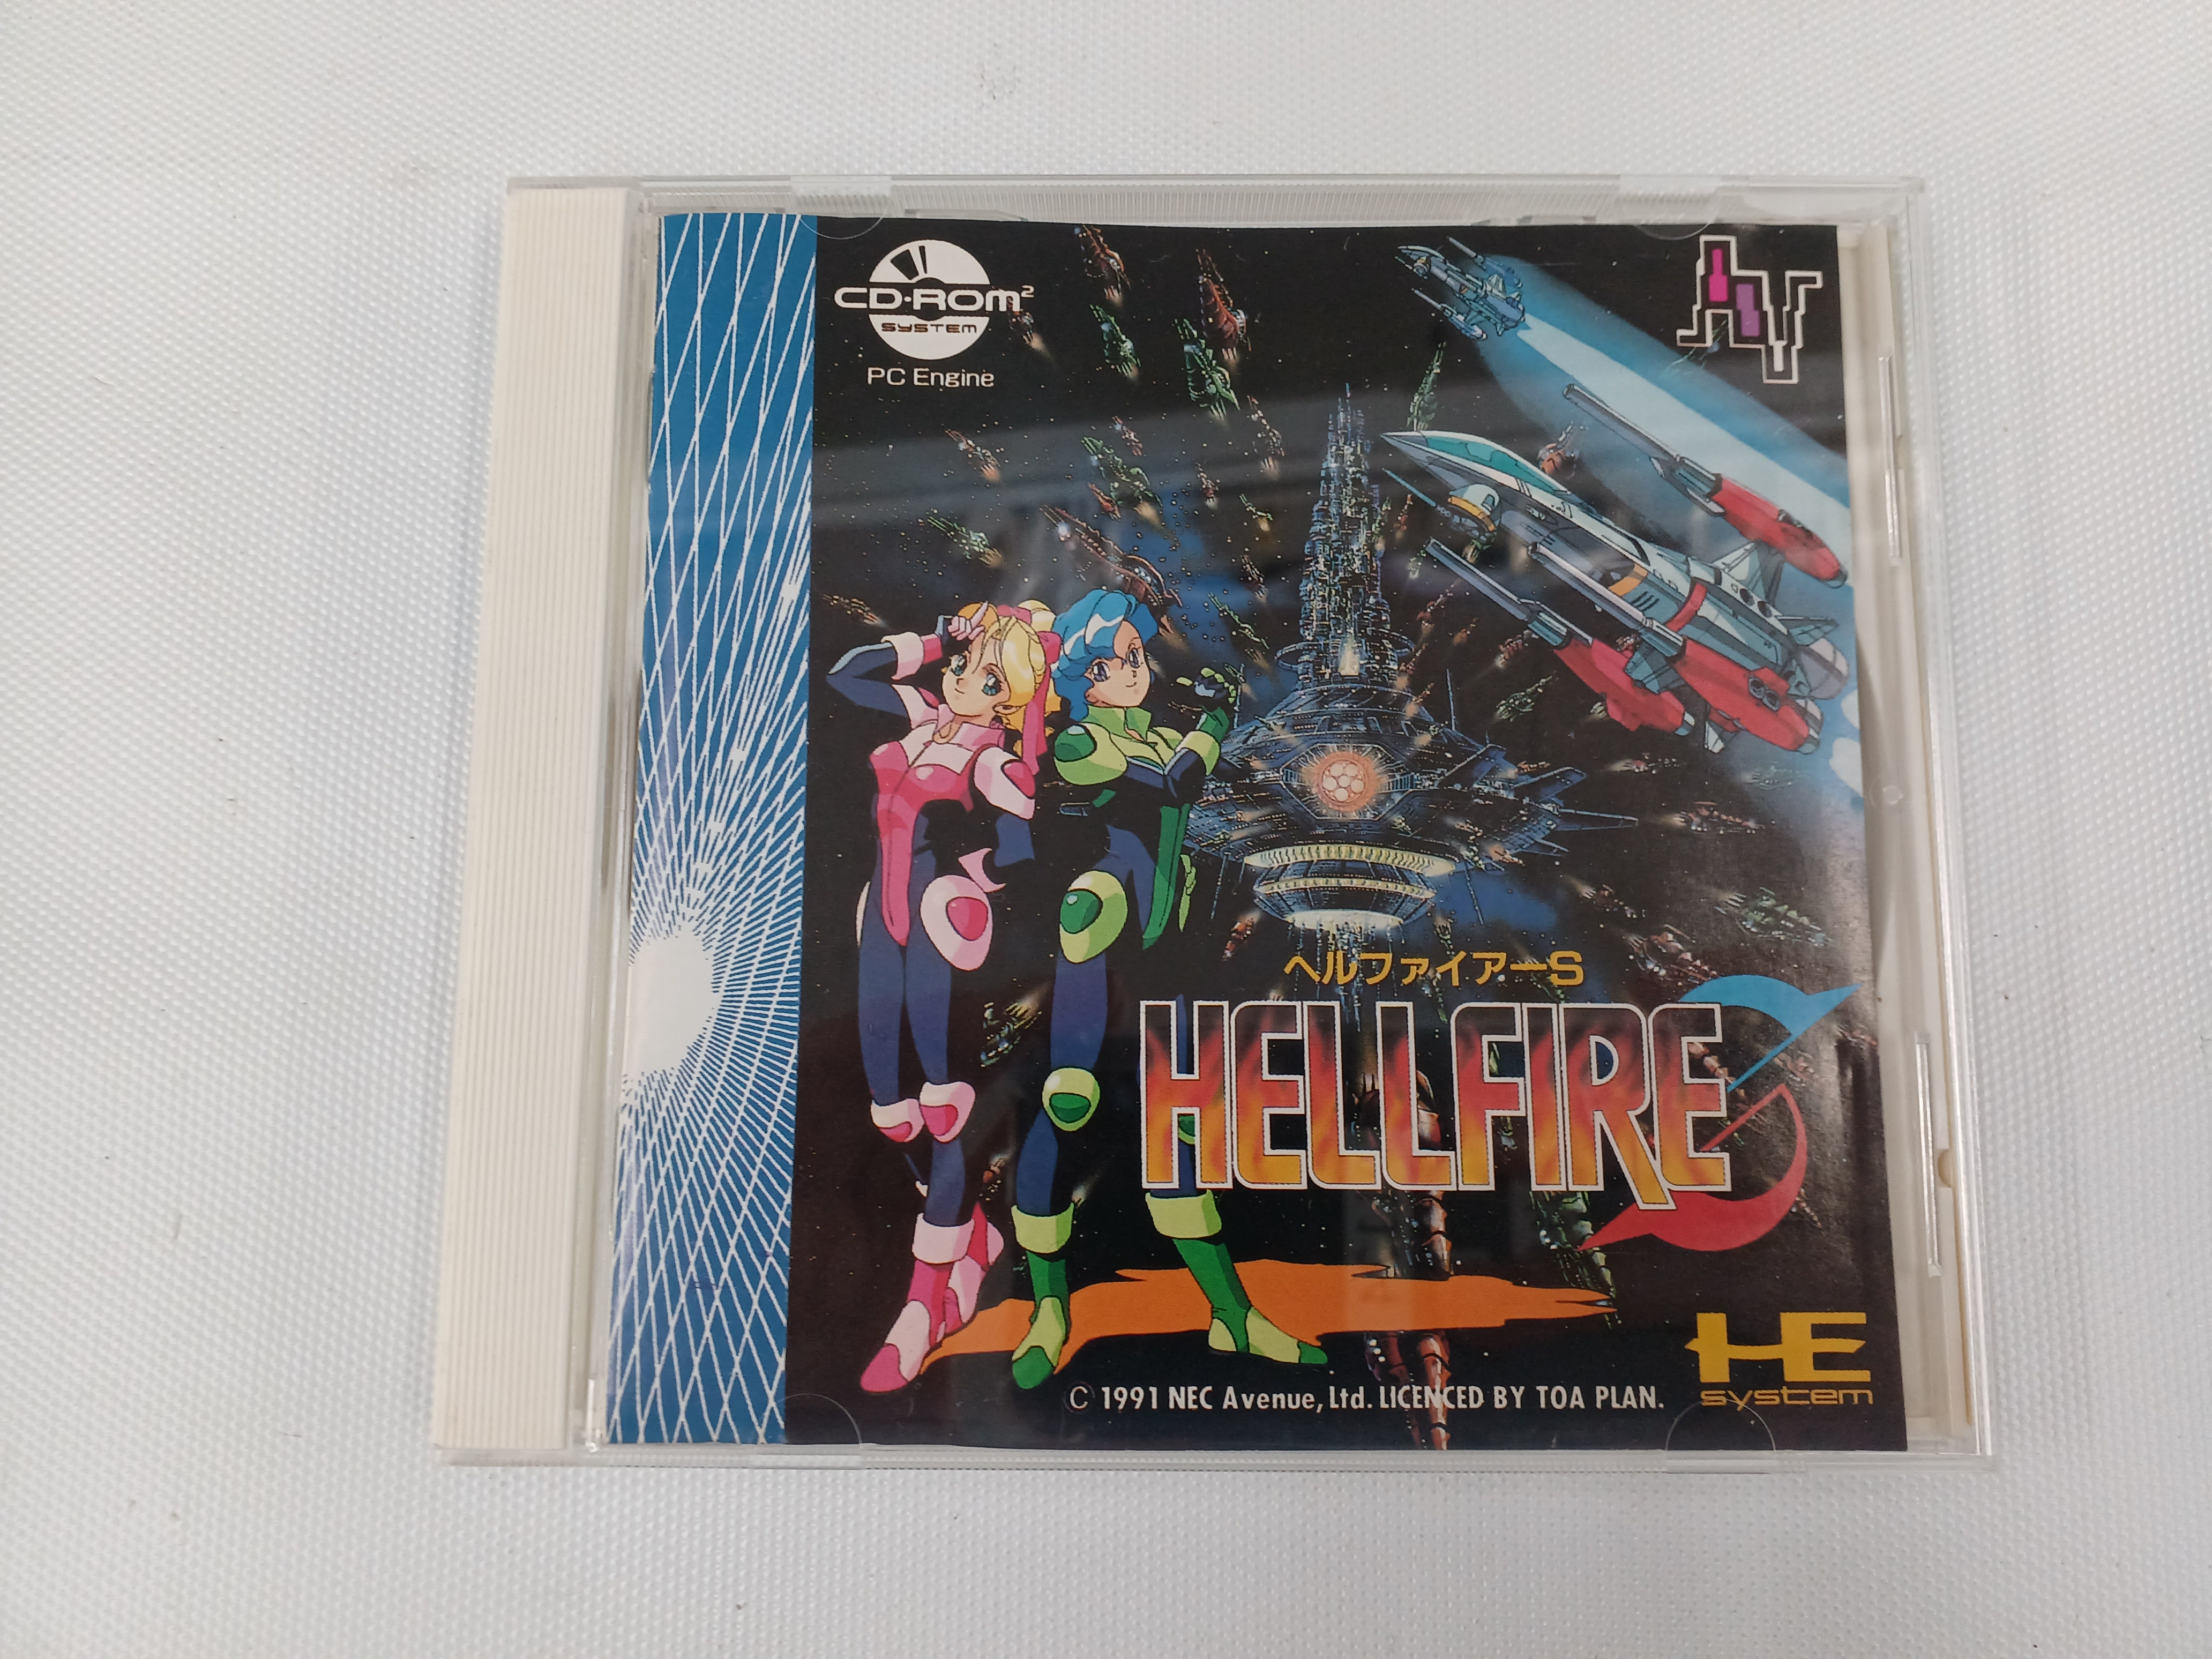 CD-ROM2
SYSTEM
PC Engine
AV
ヘルファイアーS
HELLFIRE S
HE
system
© 1991 NEC Avenue, Ltd. LICENCED BY TOA PLAN.